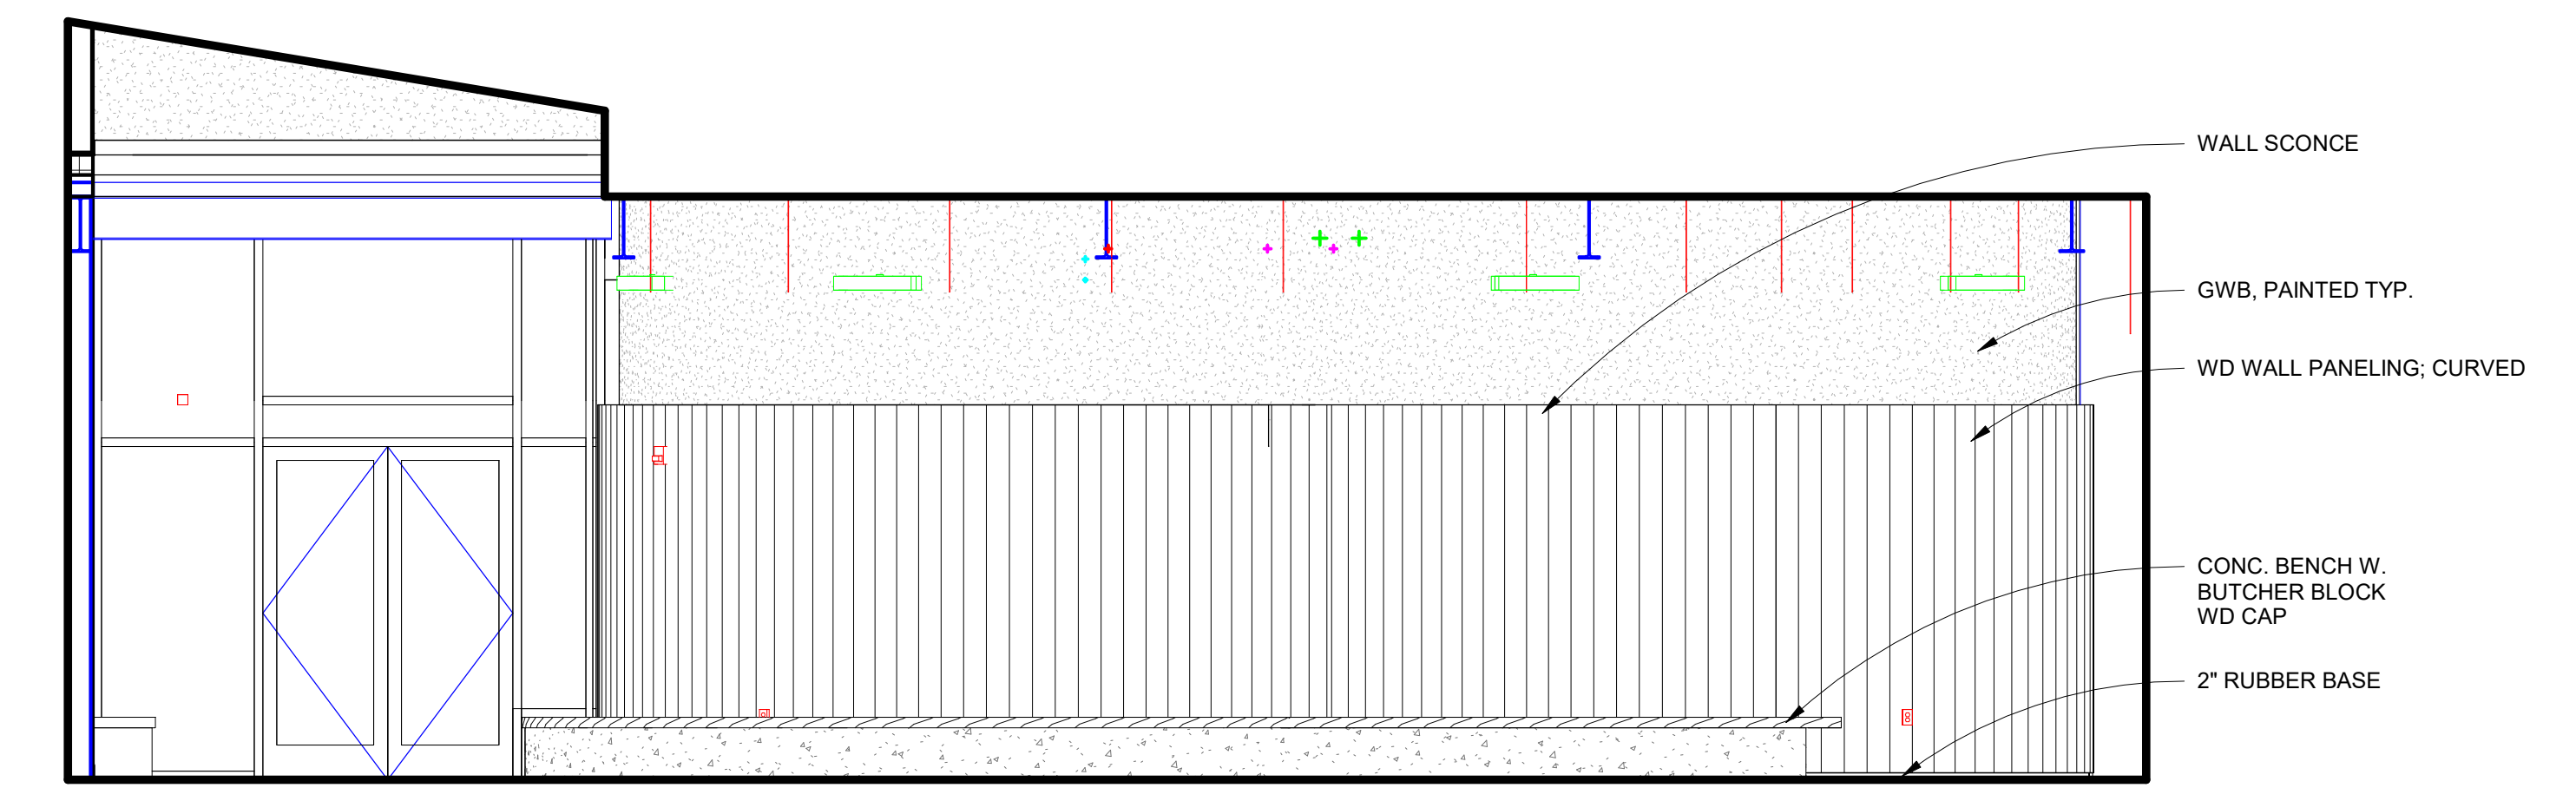 WALL SCONCE
GWB, PAINTED TYP.
WD WALL PANELING; CURVED
CONC. BENCH W.
BUTCHER BLOCK
WD CAP
2" RUBBER BASE